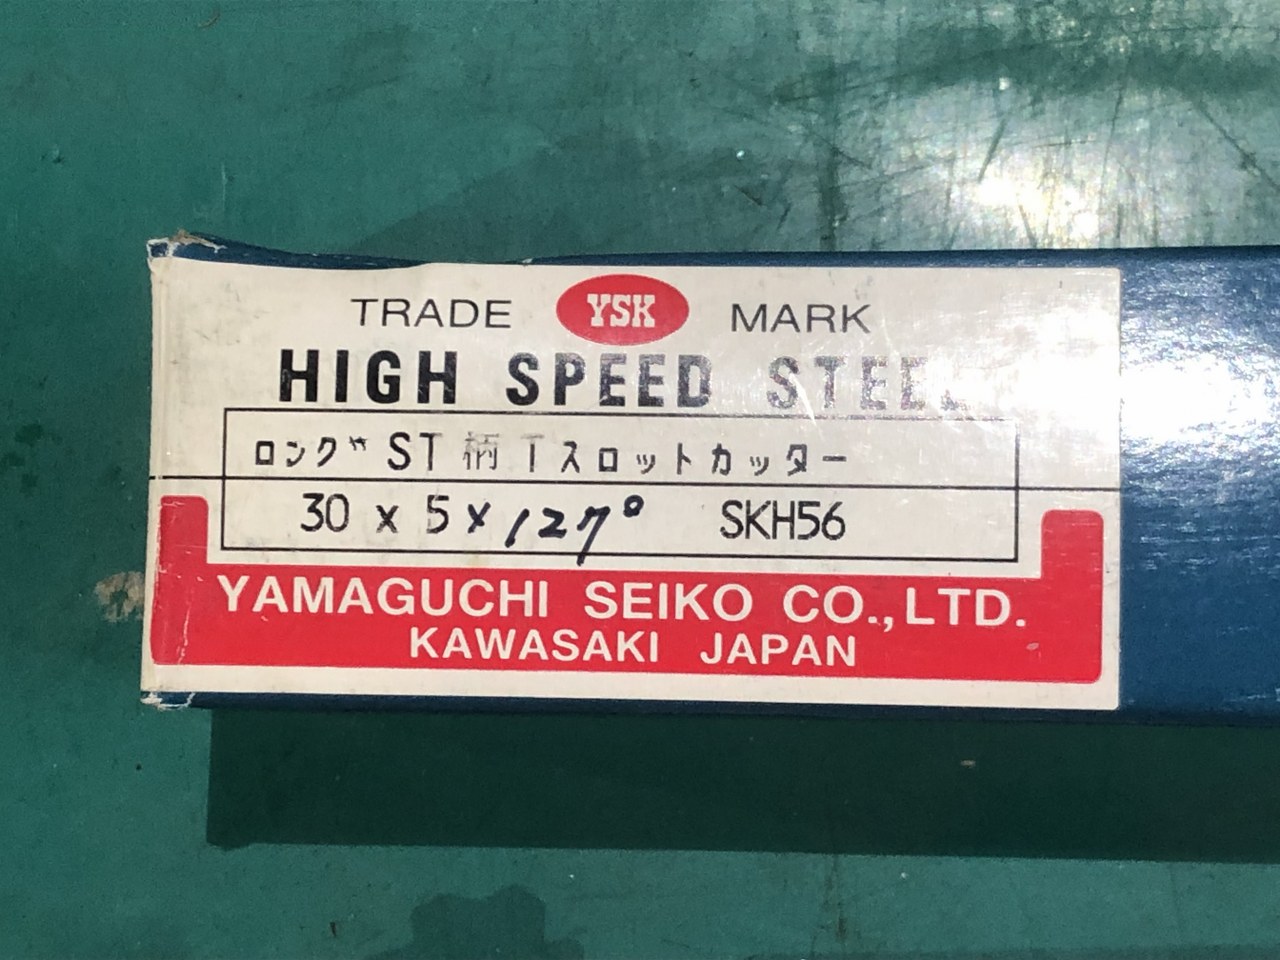 TRADE YSK MARK
HIGH SPEED STEEL
ロング ST柄 Tスロットカッター
30 x 5 x 127° SKH56
YAMAGUCHI SEIKO CO., LTD.
KAWASAKI JAPAN